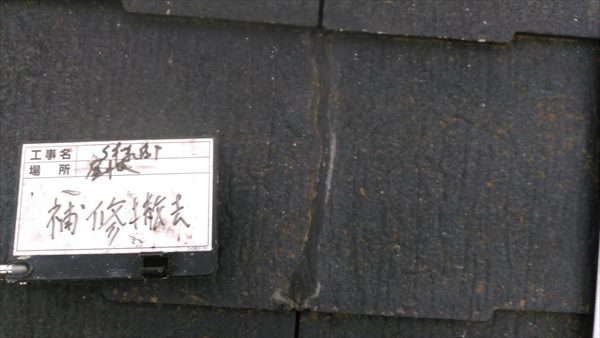 工事名
場所 屋根
補修撤去